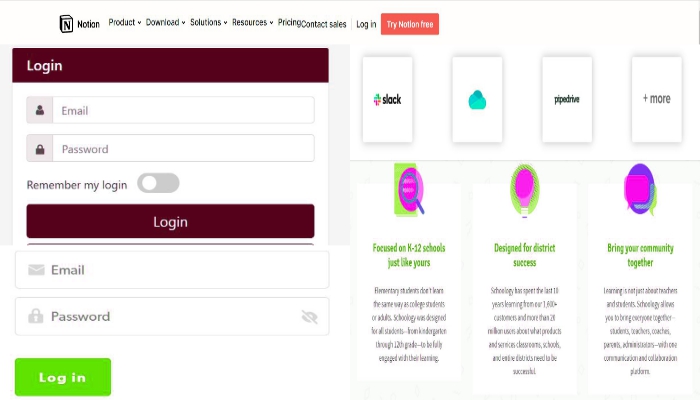 Notion Product Download Solutions Resources Pricing Contact sales Log in Try Notion free
Login
Email
Password
Remember my login
Login
Email
Password
Log in
slack
pipedrive
+ more
Focused on K-12 schools
just like yours
Elementary students don't learn
the same way as college students
or adults. Schoology was designed
for all students—from kindergarten
through 12th grade—to be fully
engaged with their learning.
Designed for district
success
Schoology has spent the last 10
years learning from our 1,600+
customers and more than 20
million users about what products
and services classrooms, schools,
and entire districts need to be
successful.
Bring your community
together
Learning is not just about teachers
and students. Schoology allows
you to bring everyone together—
students, teachers, coaches,
parents, administrators—with one
communication and collaboration
platform.